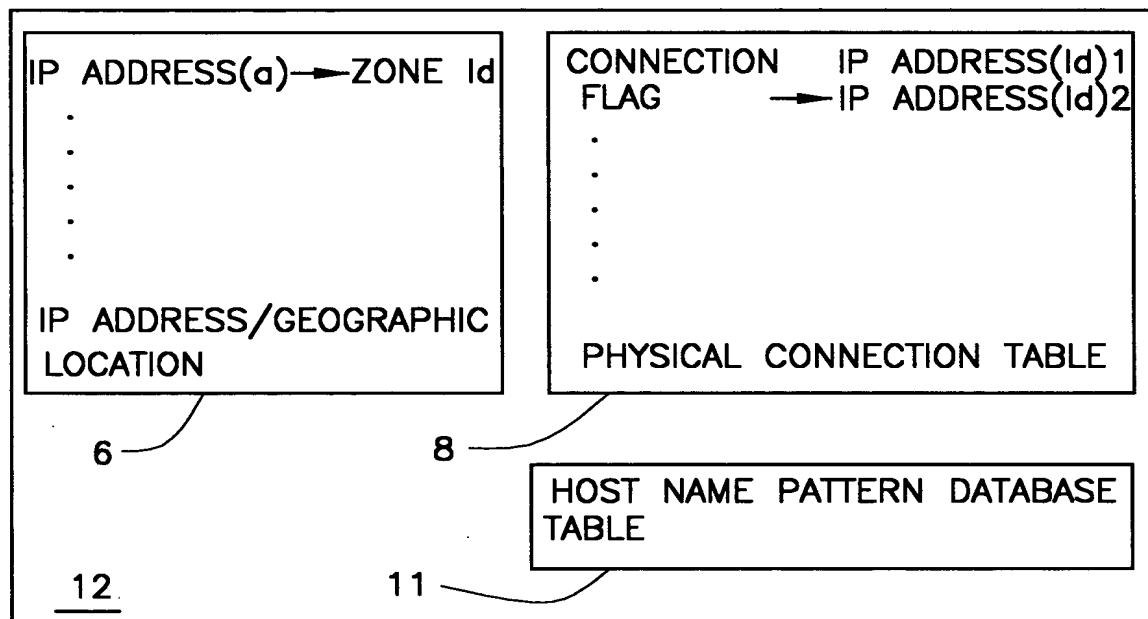 IP ADDRESS(a)→ZONE Id
IP ADDRESS/GEOGRAPHIC
LOCATION
6
CONNECTION IP ADDRESS(Id)1
FLAG → IP ADDRESS(Id)2
PHYSICAL CONNECTION TABLE
8
HOST NAME PATTERN DATABASE
TABLE
11
12